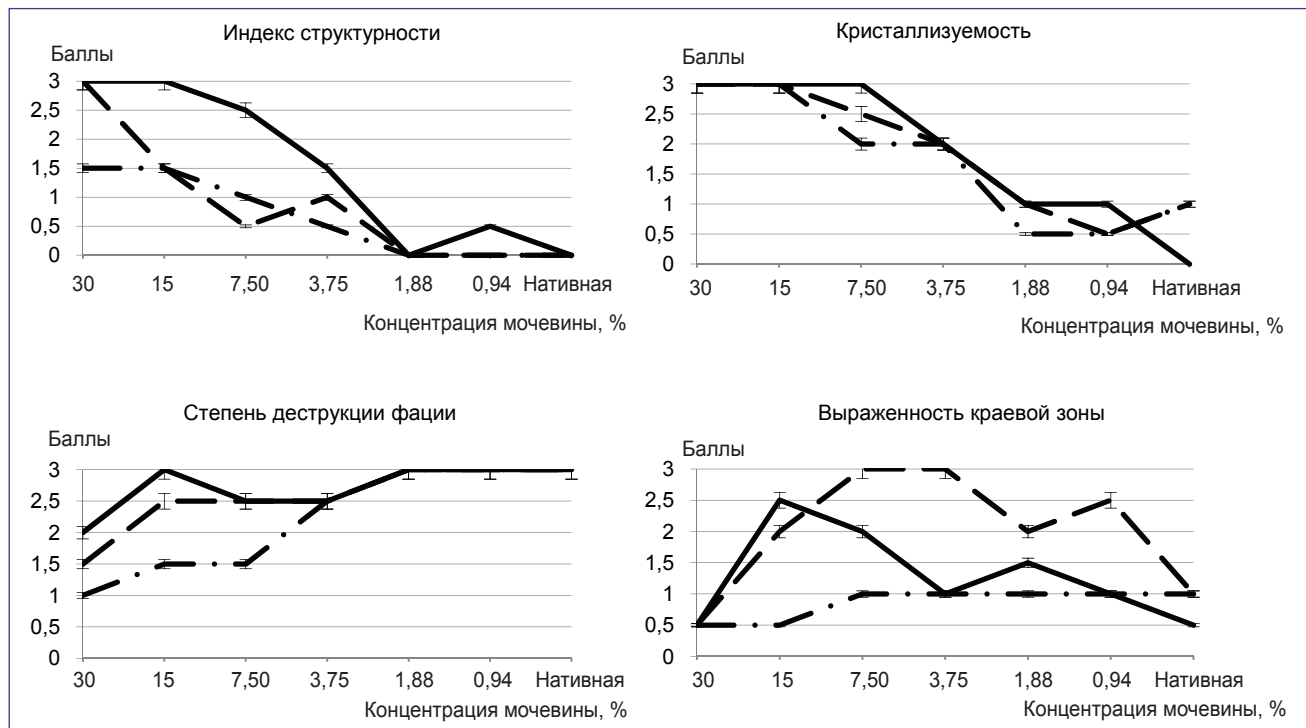 Индекс структурности
Баллы
3
2,5
2
1,5
1
0,5
0
30 15 7,50 3,75 1,88 0,94 Нативная
Концентрация мочевины, %
Кристаллизуемость
Баллы
3
2,5
2
1,5
1
0,5
0
30 15 7,50 3,75 1,88 0,94 Нативная
Концентрация мочевины, %
Степень деструкции фации
Баллы
3
2,5
2
1,5
1
0,5
0
30 15 7,50 3,75 1,88 0,94 Нативная
Концентрация мочевины, %
Выраженность краевой зоны
Баллы
3
2,5
2
1,5
1
0,5
0
30 15 7,50 3,75 1,88 0,94 Нативная
Концентрация мочевины, %